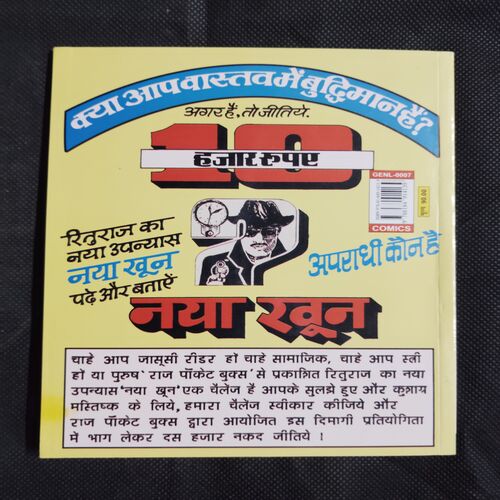 क्या आप वास्तव में बुद्धिमान हैं?
अगर हैं, तो जीतिये.
10
हजार रूपए
GENL-0007
COMICS
मूल्य 90.00
रितुराज का
नया उपन्यास
नया खून
पढ़े और बताऐं
?
अपराधी कौन है
नया खून
चाहे आप जासूसी रीडर हों चाहे सामाजिक, चाहे आप स्त्री
हों या पुरुष 'राज पॉकेट बुक्स' से प्रकाशित रितुराज का नया
उपन्यास 'नया खून' एक चैलेंज है आपके सुलझे हुए और कुशाग्र
मस्तिष्क के लिये, हमारा चैलेंज स्वीकार कीजिये और
राज पॉकेट बुक्स द्वारा आयोजित इस दिमागी प्रतियोगिता
में भाग लेकर दस हजार नकद जीतिये ।